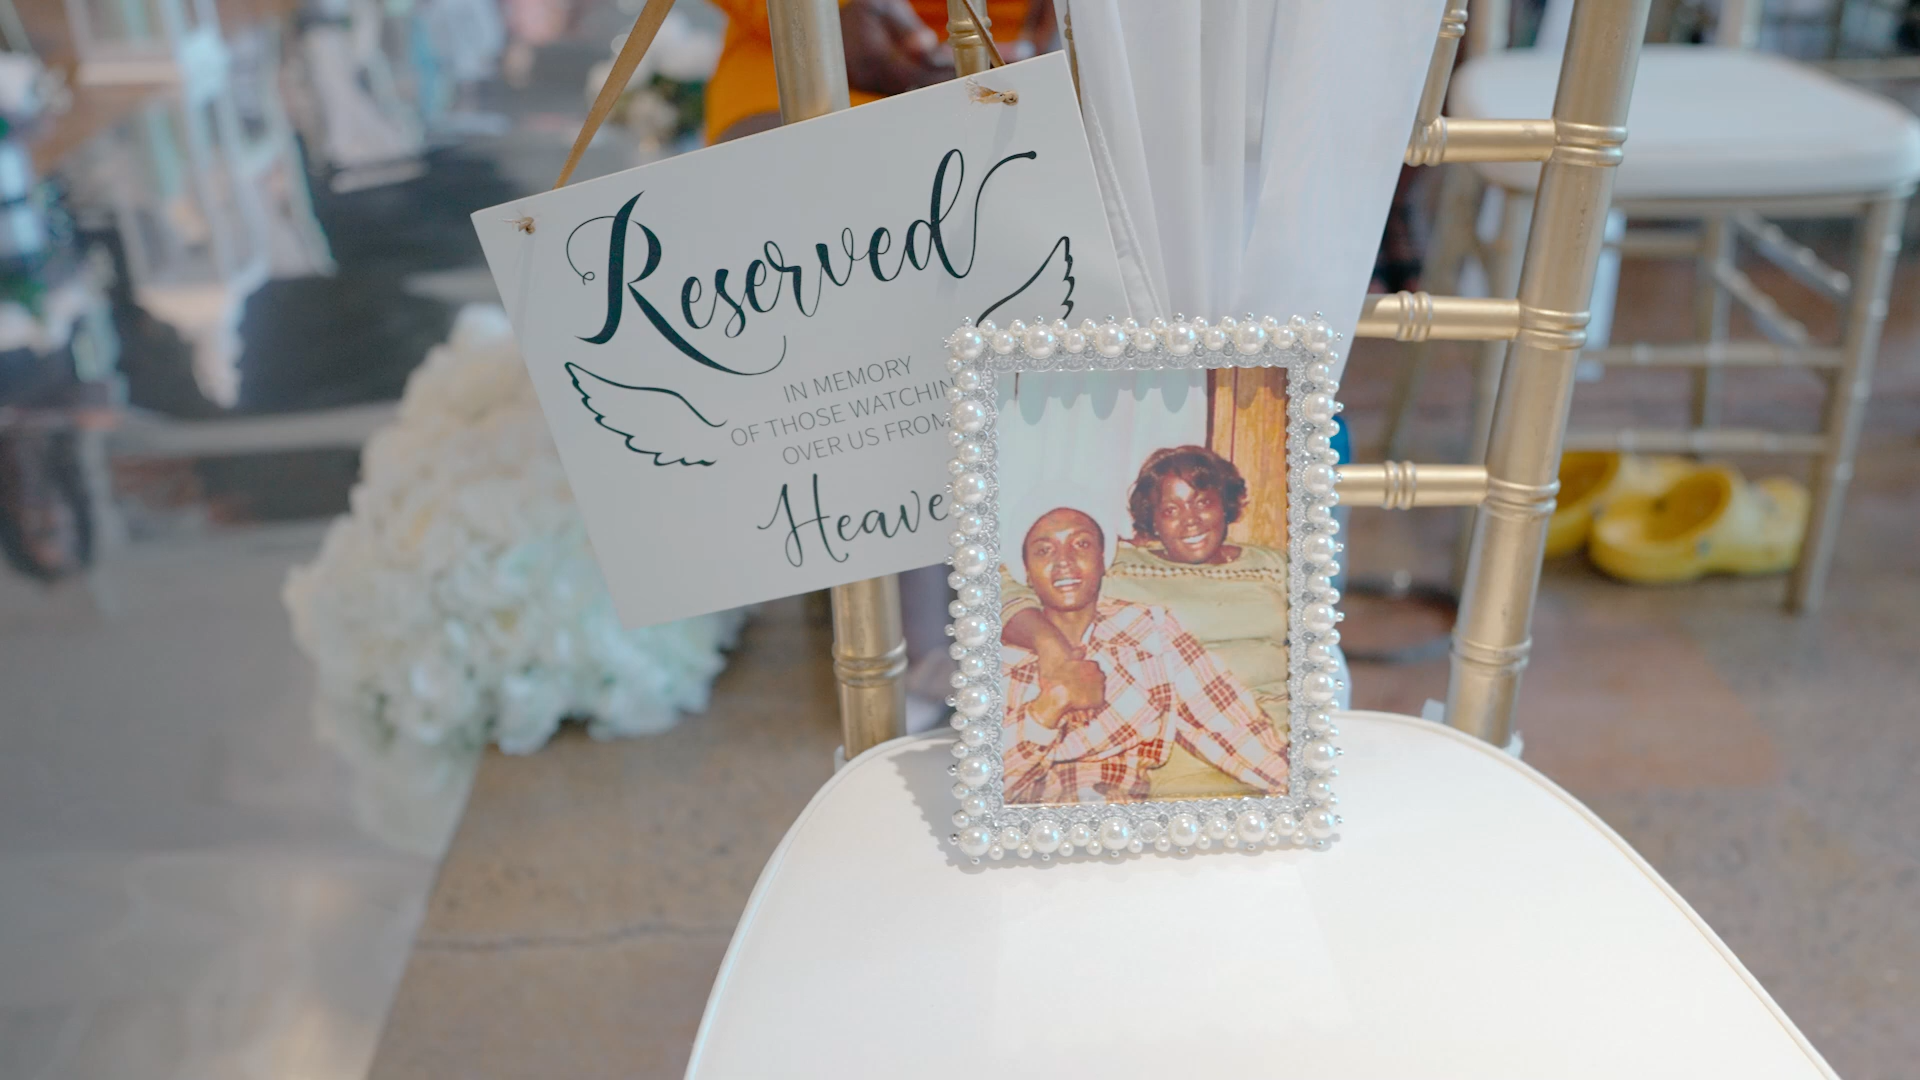 Reserved
IN MEMORY
OF THOSE WATCHIN
OVER US FROM
Heave